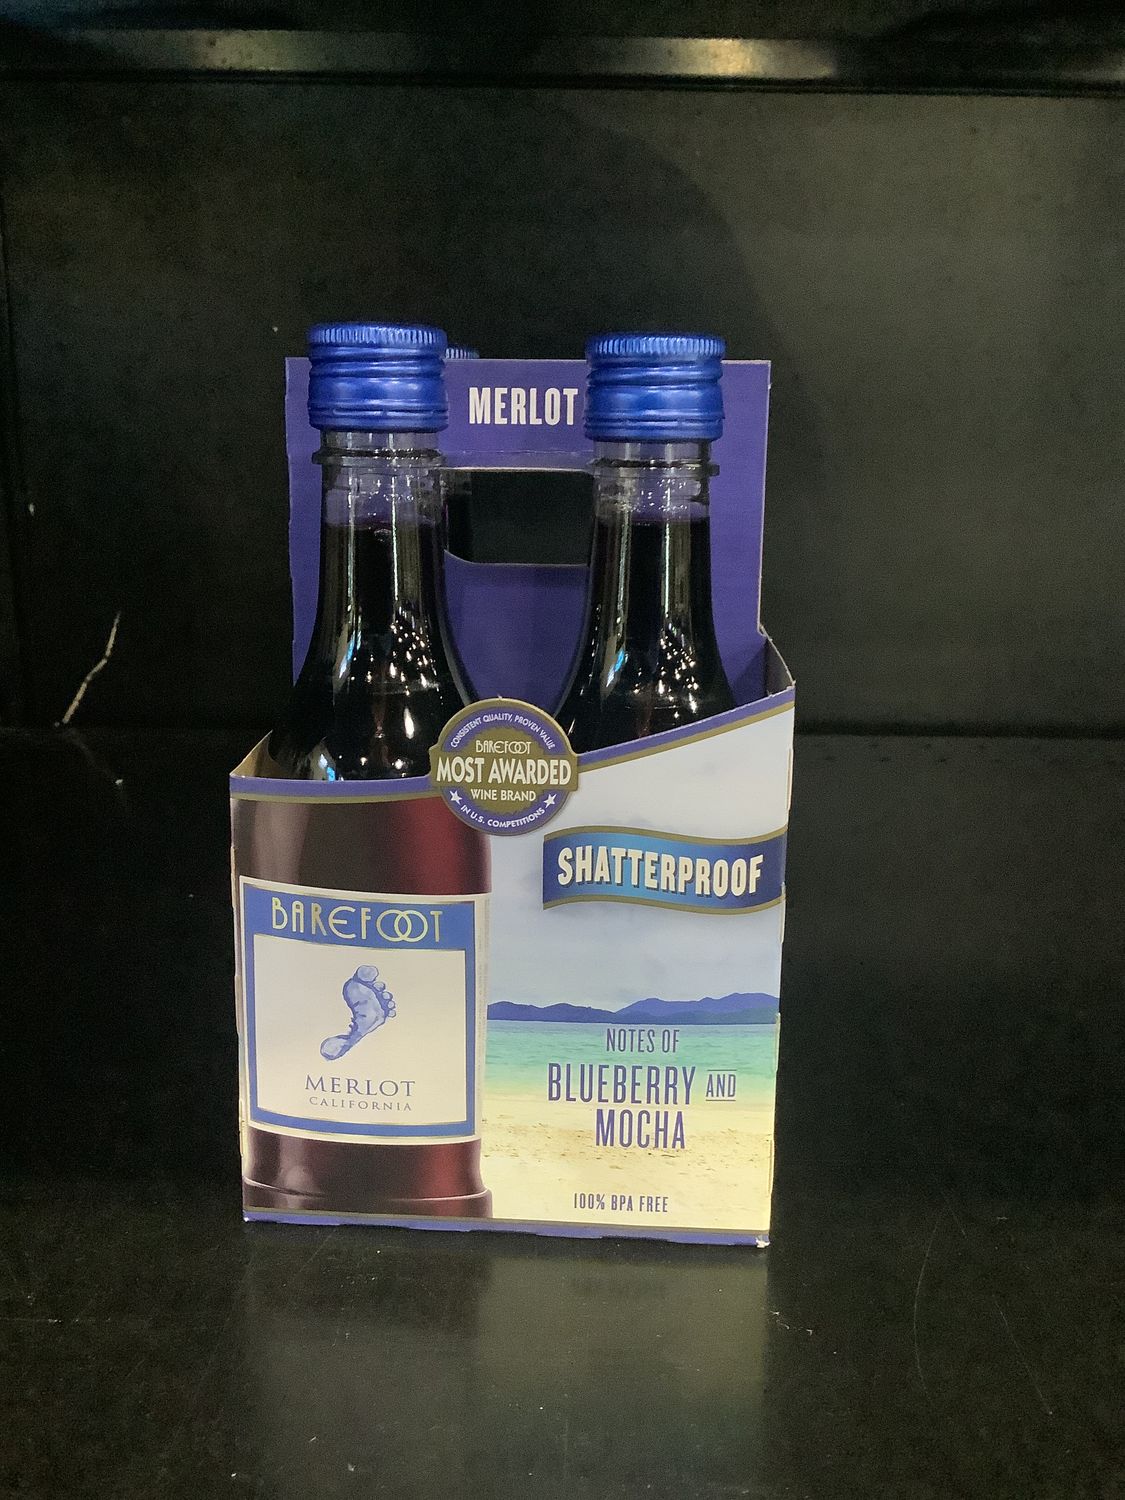 MERLOT
CONSISTENT QUALITY, PROVEN VALUE
BAREFOOT
MOST AWARDED
WINE BRAND
IN U.S. COMPETITIONS
SHATTERPROOF
BAREFOOT
MERLOT
CALIFORNIA
NOTES OF
BLUEBERRY AND
MOCHA
100% BPA FREE